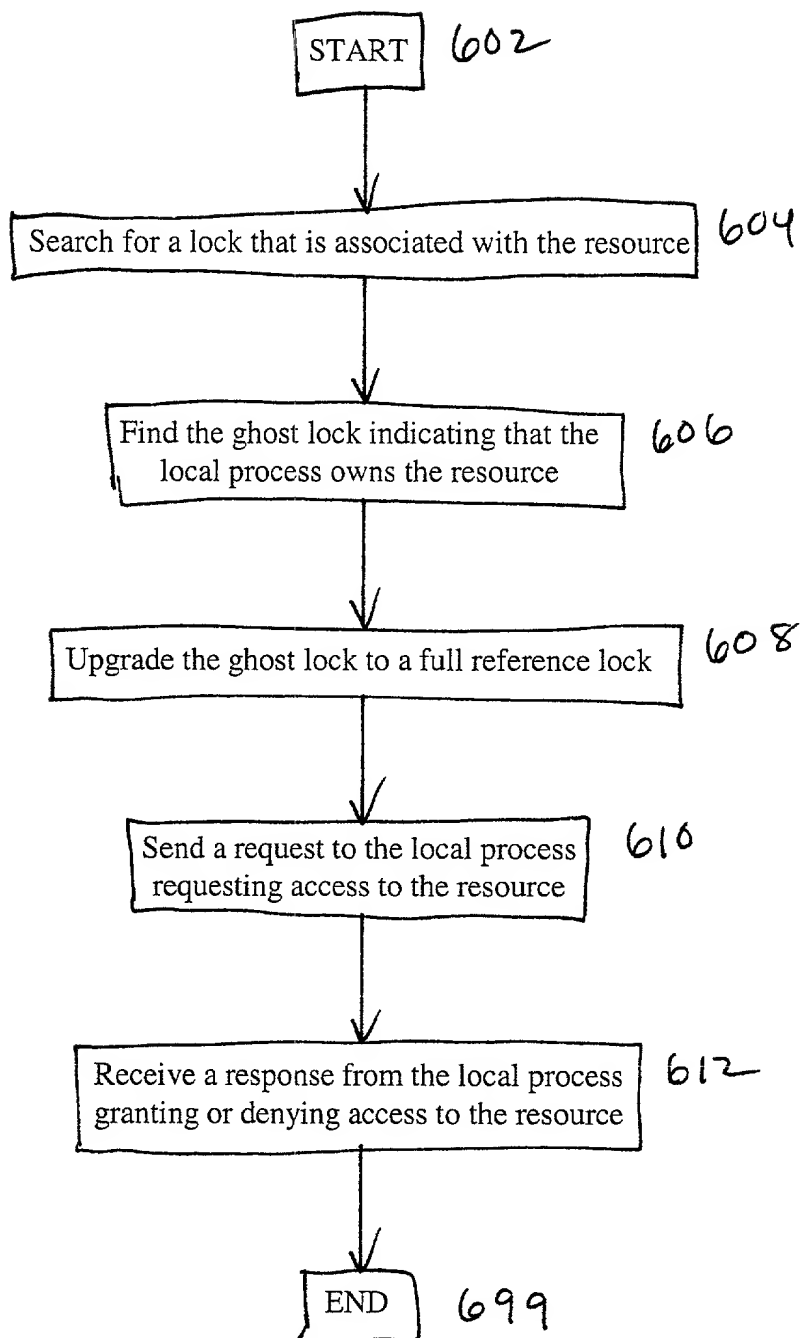 START 602
Search for a lock that is associated with the resource 604
Find the ghost lock indicating that the 606
local process owns the resource
Upgrade the ghost lock to a full reference lock 608
Send a request to the local process 610
requesting access to the resource
Receive a response from the local process 612
granting or denying access to the resource
END 699